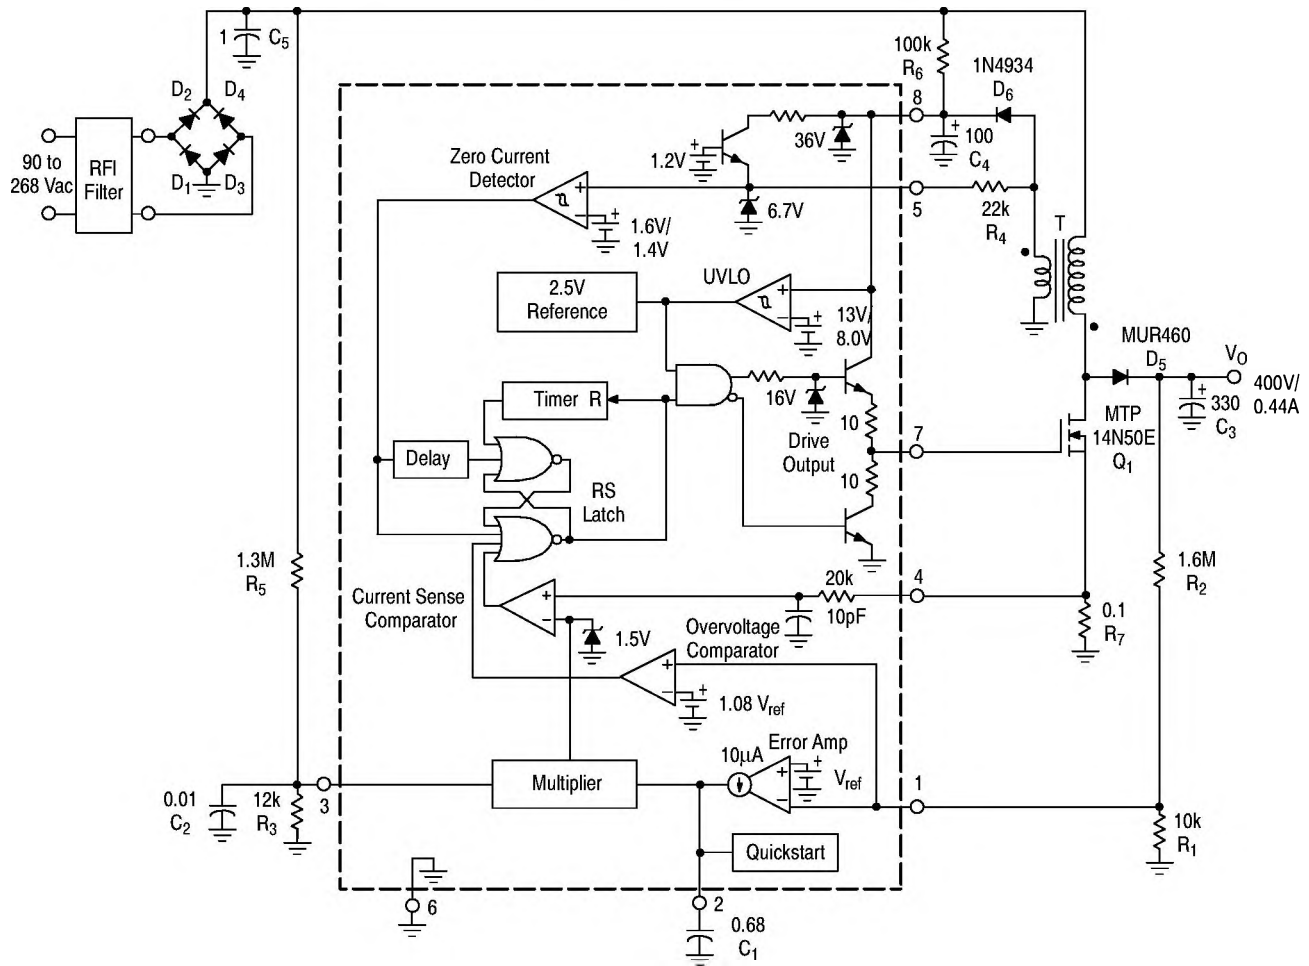 1
C5
D2
D4
90 to
268 Vac
RFI
Filter
D1
D3
100k
R6
1N4934
D6
8
36V
1.2V
100
C4
Zero Current
Detector
6.7V
1.6V/
1.4V
5
22k
R4
T
2.5V
Reference
UVLO
13V/
8.0V
MUR460
D5
VO
400V/
0.44A
330
C3
Timer R
16V
10
Drive
Output
7
MTP
14N50E
Q1
Delay
RS
Latch
10
1.3M
R5
Current Sense
Comparator
20k
10pF
4
1.6M
R2
0.1
R7
1.5V
Overvoltage
Comparator
1.08 Vref
Error Amp
10μA
Vref
Multiplier
1
0.01
C2
12k
R3
3
10k
R1
Quickstart
6
2
0.68
C1